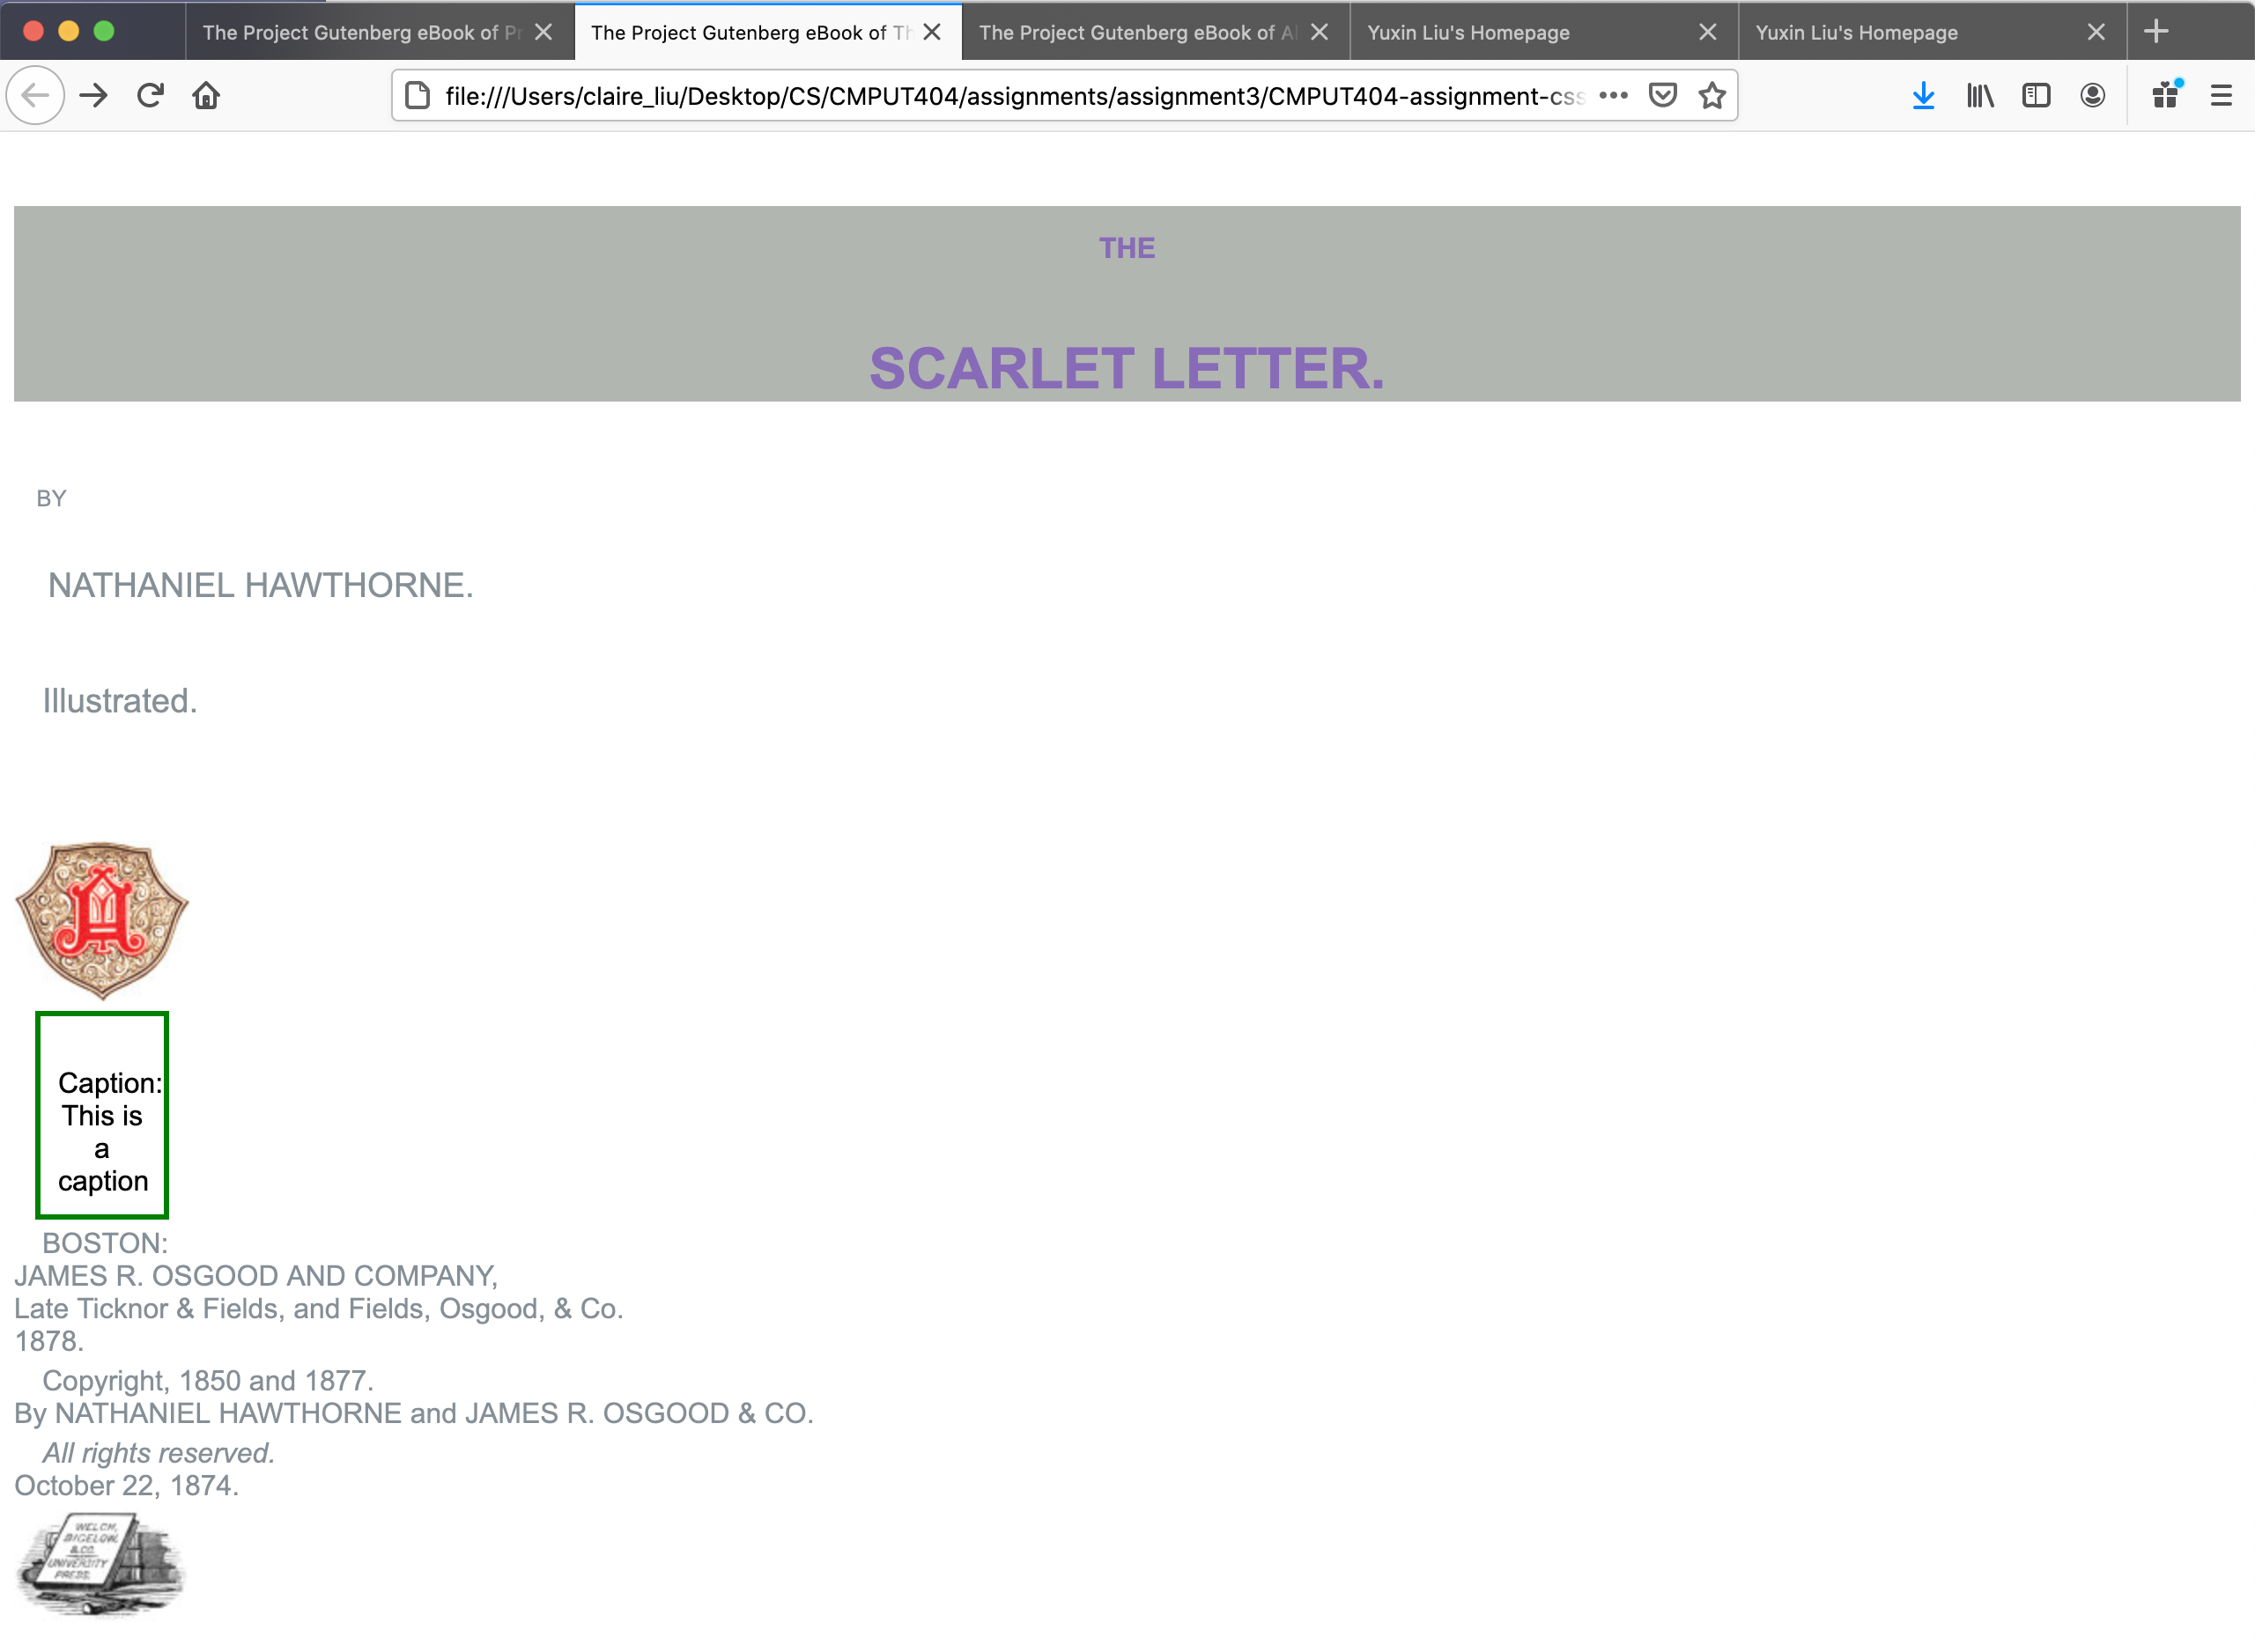 The Project Gutenberg eBook of Pr
The Project Gutenberg eBook of Th
The Project Gutenberg eBook of Al
Yuxin Liu's Homepage
Yuxin Liu's Homepage
file:///Users/claire_liu/Desktop/CS/CMPUT404/assignments/assignment3/CMPUT404-assignment-css
THE
SCARLET LETTER.
BY
NATHANIEL HAWTHORNE.
Illustrated.
A
Caption:
This is
a
caption
BOSTON:
JAMES R. OSGOOD AND COMPANY,
Late Ticknor & Fields, and Fields, Osgood, & Co.
1878.
Copyright, 1850 and 1877.
By NATHANIEL HAWTHORNE and JAMES R. OSGOOD & CO.
All rights reserved.
October 22, 1874.
WELCH,
BIGELOW,
& CO.
UNIVERSITY
PRESS.